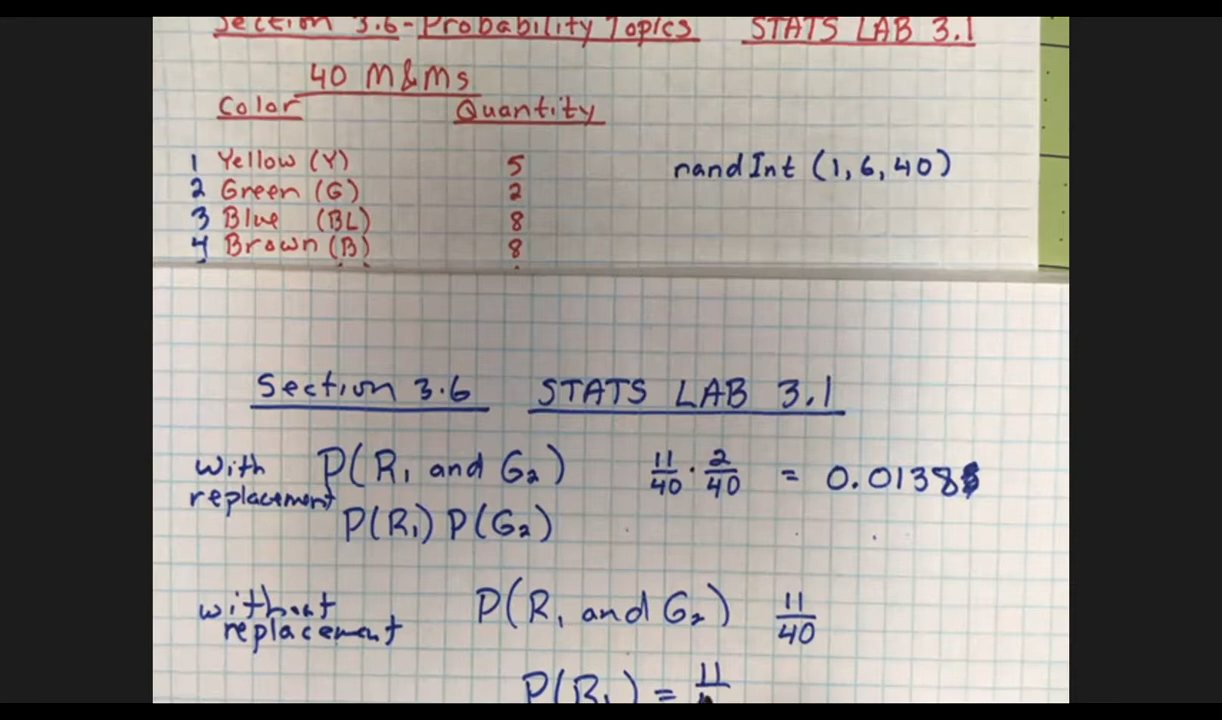 Section 3.6-Probability Topics STATS LAB 3.1
40 M&Ms
Color Quantity
1 Yellow (Y) 5 randInt (1,6,40)
2 Green (G) 2
3 Blue (BL) 8
4 Brown (B) 8
Section 3.6 STATS LAB 3.1
with replacement P(R₁ and G₂) 11/40 · 2/40 = 0.0138
P(R₁) P(G₂)
without replacement P(R₁ and G₂) 11/40
P(R₁) = 11